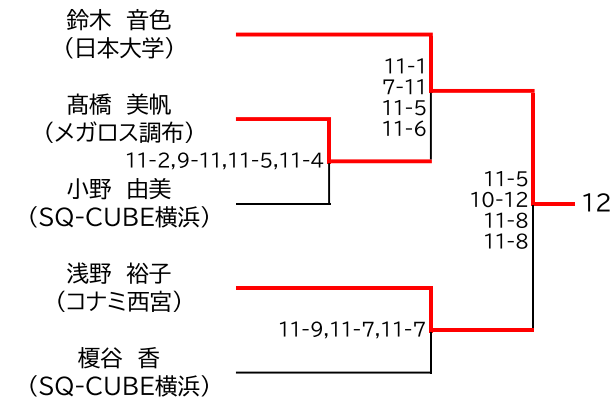 鈴木　音色
（日本大学）
11-1
7-11
11-5
11-6
髙橋　美帆
（メガロス調布）
11-2,9-11,11-5,11-4
小野　由美
（SQ-CUBE横浜）
11-5
10-12
11-8
11-8
12
浅野　裕子
（コナミ西宮）
11-9,11-7,11-7
榎谷　香
（SQ-CUBE横浜）